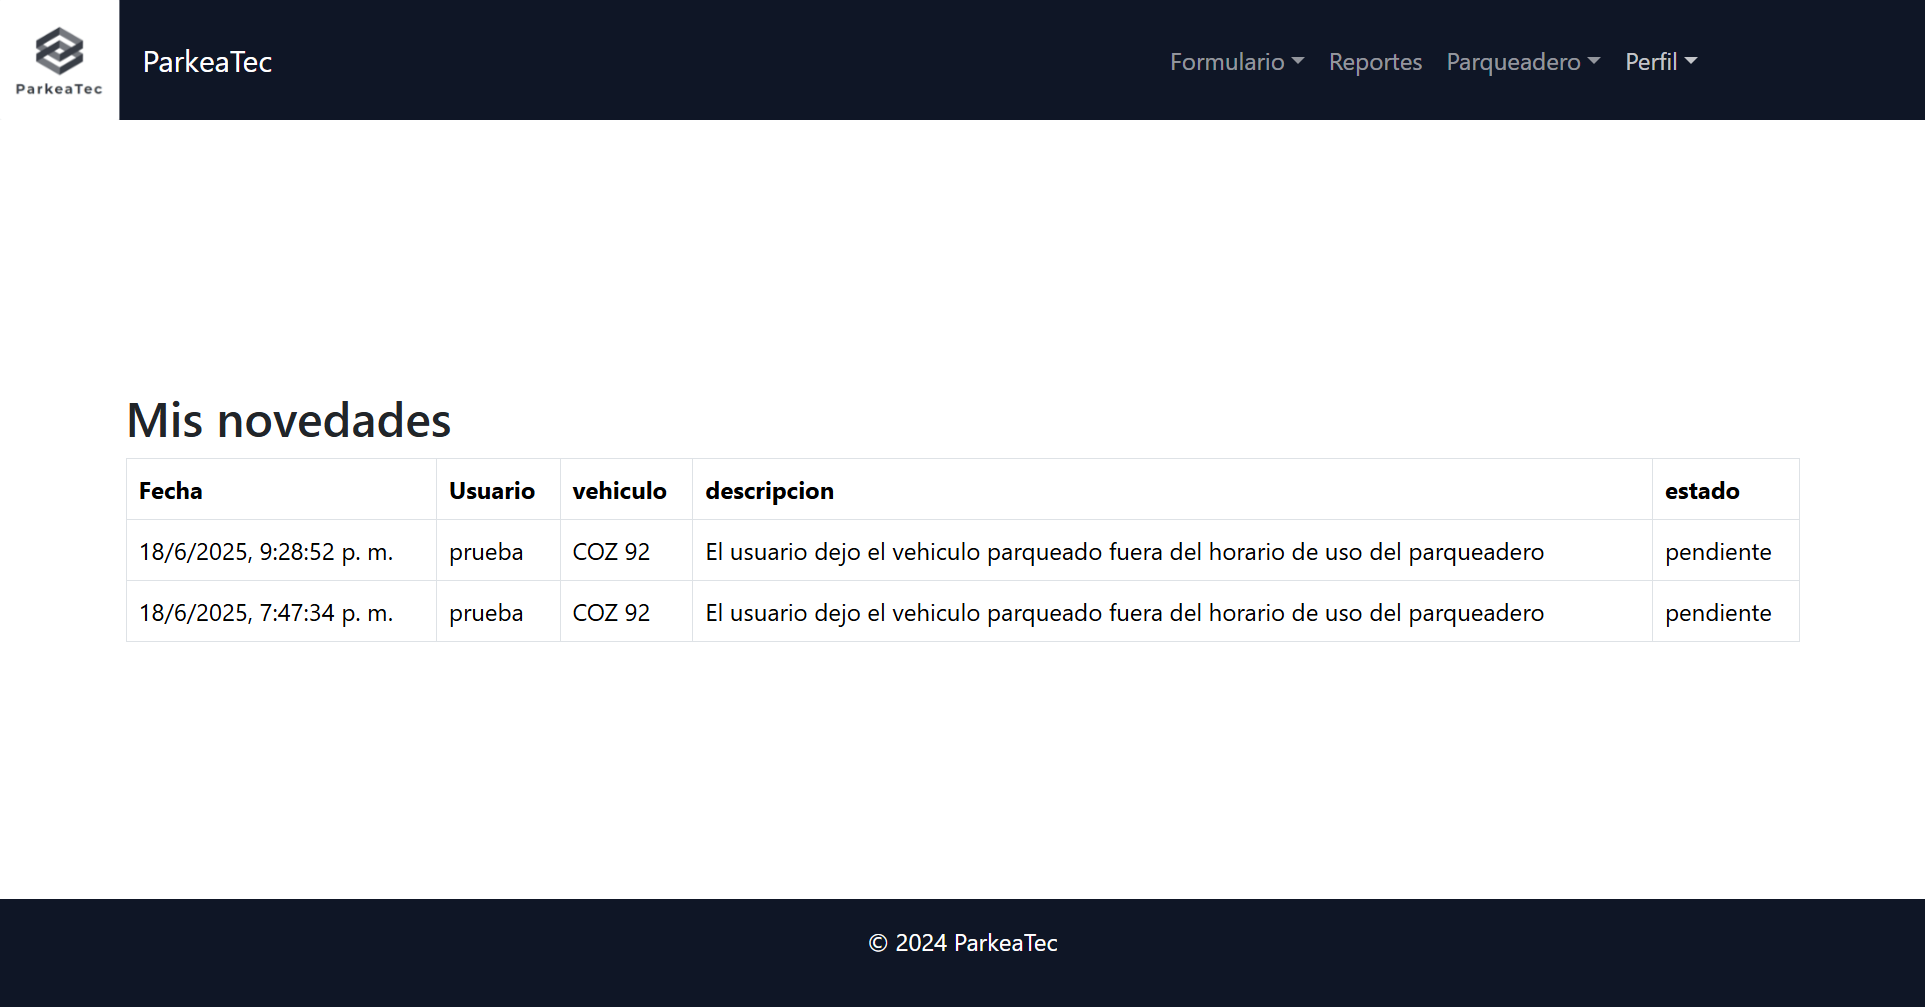 ParkeaTec
ParkeaTec
Formulario Reportes Parqueadero Perfil
Mis novedades
Fecha Usuario vehiculo descripcion estado
18/6/2025, 9:28:52 p. m. prueba COZ 92 El usuario dejo el vehiculo parqueado fuera del horario de uso del parqueadero pendiente
18/6/2025, 7:47:34 p. m. prueba COZ 92 El usuario dejo el vehiculo parqueado fuera del horario de uso del parqueadero pendiente
© 2024 ParkeaTec